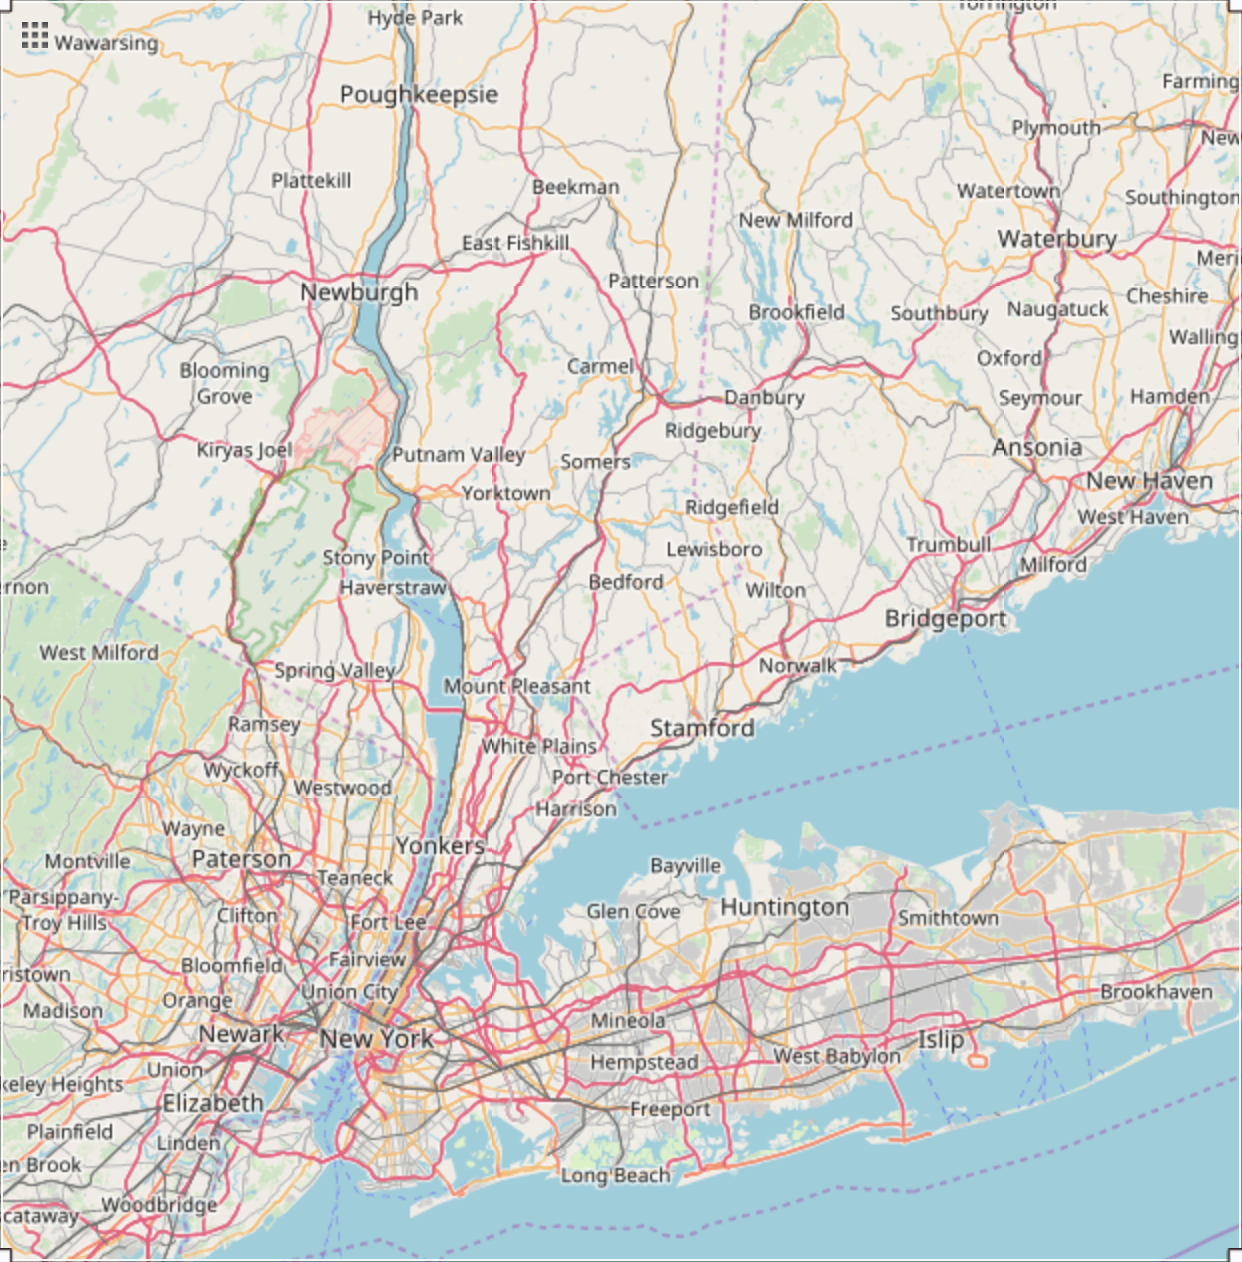 Hyde Park
Torrington
Wawarsing
Farming
Poughkeepsie
Plymouth
New
Plattekill
Beekman
Watertown
Southington
New Milford
East Fishkill
Waterbury
Meri
Patterson
Newburgh
Cheshire
Brookfield
Southbury
Naugatuck
Walling
Blooming
Grove
Carmel
Oxford
Danbury
Seymour
Hamden
Ridgebury
Kiryas Joel
Putnam Valley
Somers
Ansonia
New Haven
Yorktown
Ridgefield
West Haven
e
Lewisboro
Trumbull
Stony Point
Milford
ernon
Haverstraw
Bedford
Wilton
Bridgeport
West Milford
Spring Valley
Norwalk
Mount Pleasant
Ramsey
Stamford
White Plains
Wyckoff
Westwood
Port Chester
Harrison
Wayne
Yonkers
Montville
Paterson
Bayville
Teaneck
Parsippany-
Troy Hills
Clifton
Fort Lee
Glen Cove
Huntington
Smithtown
Fairview
Bloomfield
rristown
Union City
Orange
Brookhaven
Madison
Mineola
Newark
New York
Islip
West Babylon
Hempstead
Union
keley Heights
Elizabeth
Freeport
Plainfield
Linden
en Brook
Long Beach
Woodbridge
scataway